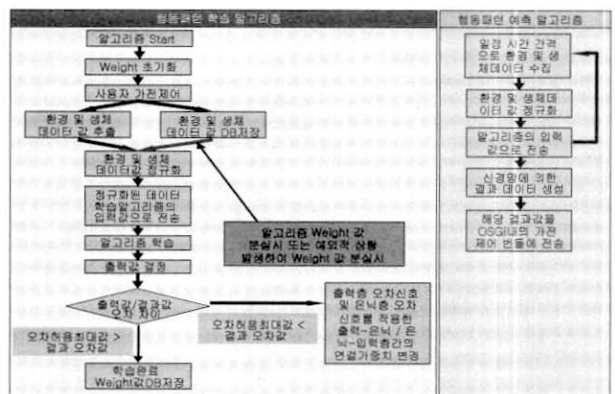 행동패턴 학습 알고리즘
알고리즘 Start
Weight 초기화
사용자 가전제어
환경 및 생체
데이터 값 추출
환경 및 생체
데이터 값 DB저장
환경 및 생체
데이터값 정규화
정규화된 데이터
학습알고리즘의
입력값으로 전송
알고리즘 학습
출력값 결정
출력값/결과값
오차 차이
오차허용최대값 >
결과 오차값
오차허용최대값 <
결과 오차값
학습완료
Weight값DB저장
알고리즘 Weight 값
분실시 또는 예외적 상황
발생하여 Weight 값 분실시
출력층 오차신호
및 은닉층 오차
신호를 적용한
출력-은닉 / 은
닉-입력층간의
연결가중치 변경
행동패턴 예측 알고리즘
일정 시간 간격
으로 환경 및 생
체데이터 수집
환경 및 생체데
이터 값 정규화
알고리즘의 입력
값으로 전송
신경망에 의한
결과 데이터 생성
해당 결과값을
OSGi내의 가전
제어 번들에 전송